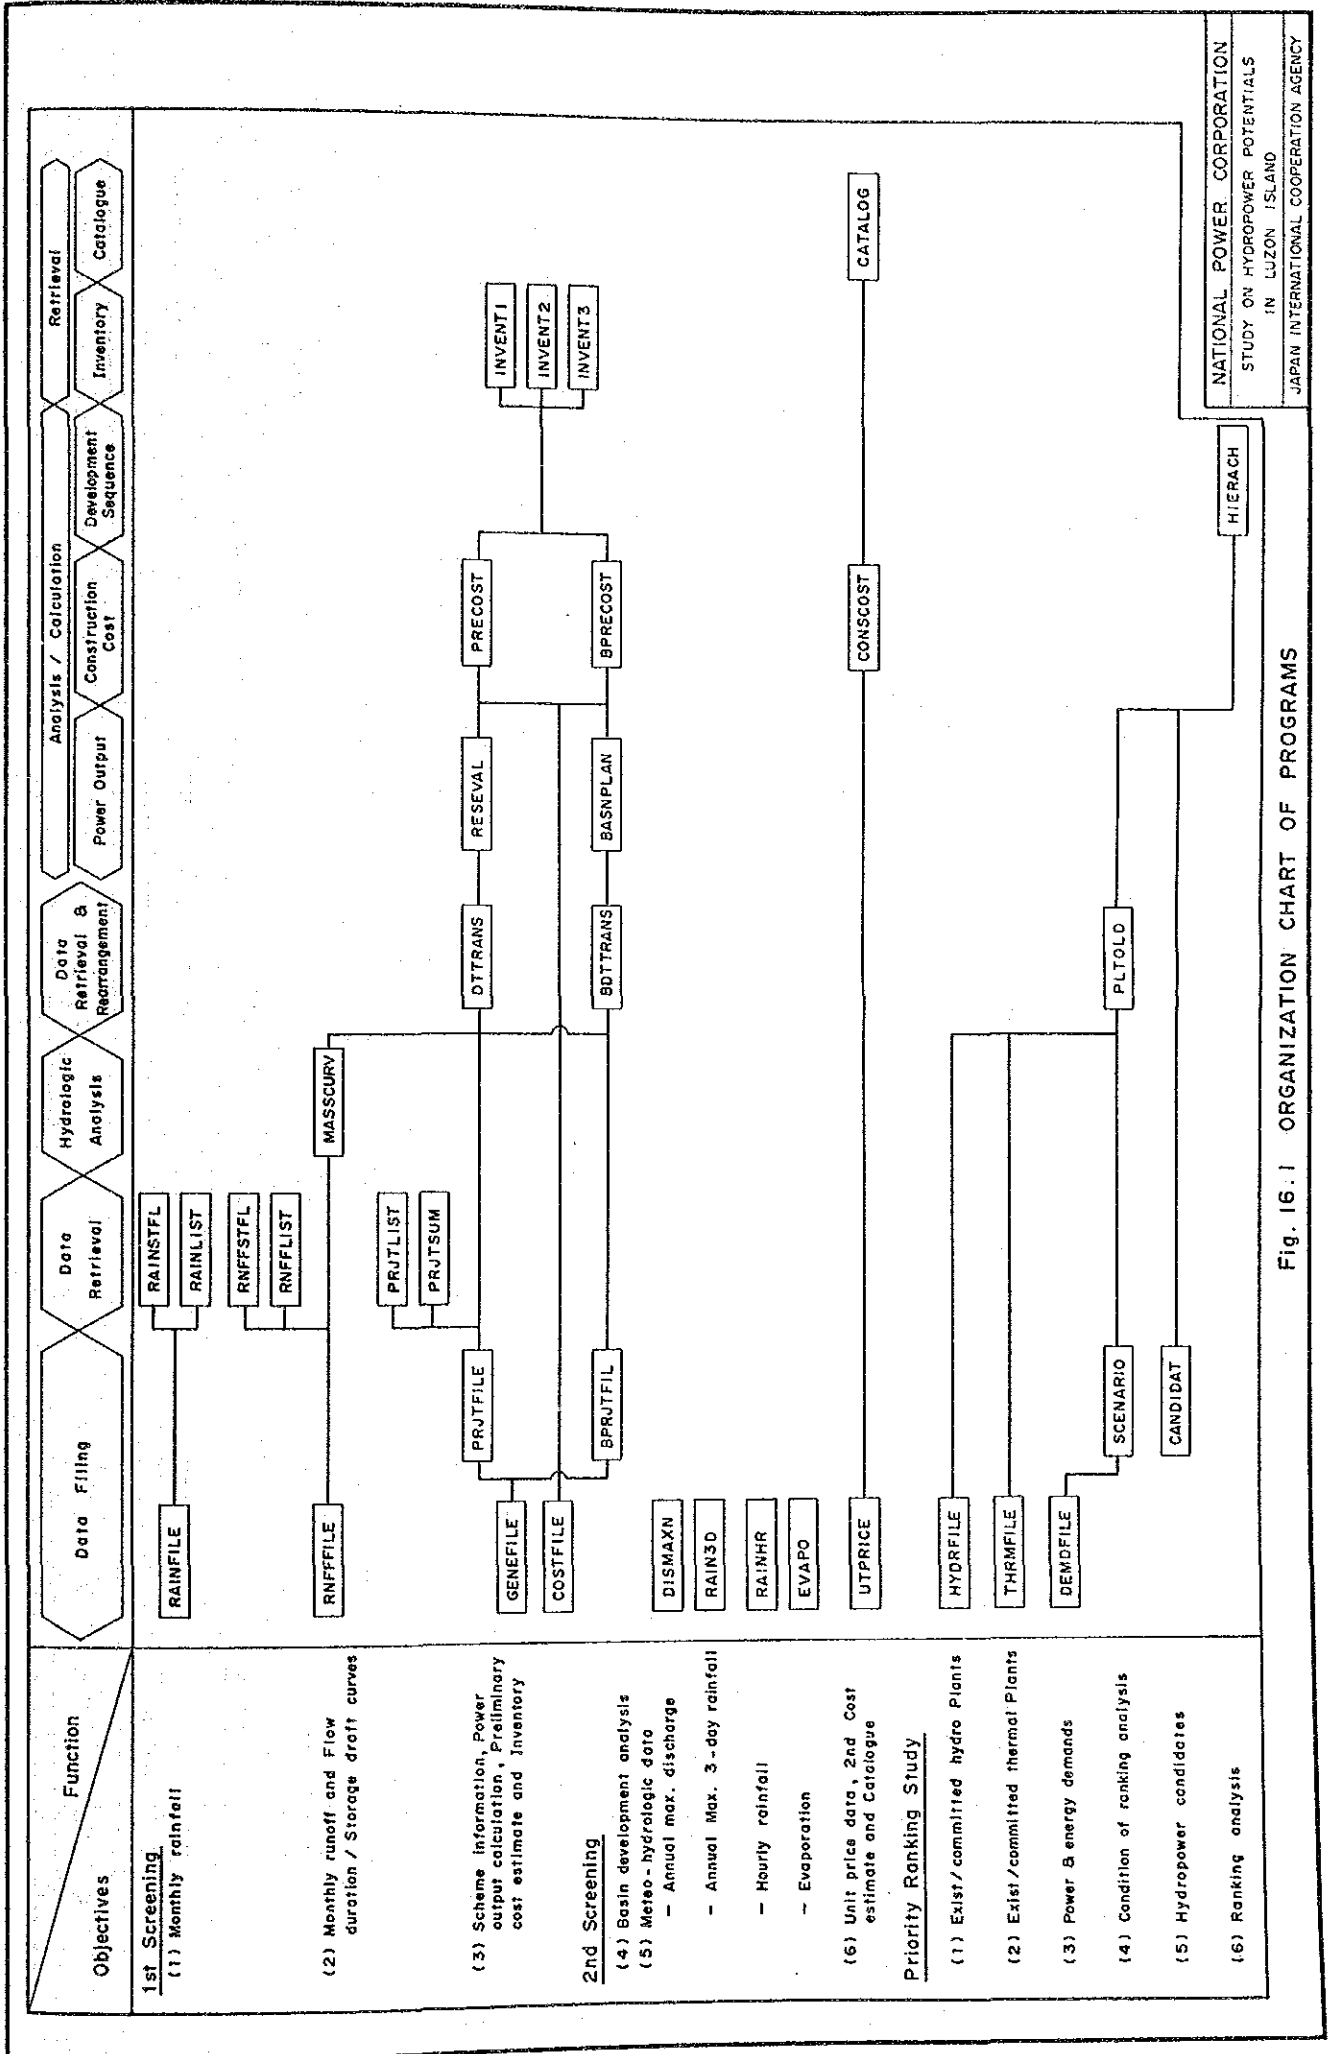 Function
Objectives
Data Filing
Data
Retrieval
Hydrologic
Analysis
Data
Retrieval &
Rearrangement
Analysis / Calculation
Power Output
Construction
Cost
Development
Sequence
Retrieval
Inventory
Catalogue
1st Screening
(1) Monthly rainfall
RAINFILE
RAINSTFL
RAINLIST
(2) Monthly runoff and Flow
duration / Storage draft curves
RNFFFILE
RNFFSTFL
RNFFLIST
MASSCURV
(3) Scheme information, Power
output calculation, Preliminary
cost estimate and Inventory
GENEFILE
COSTFILE
PRJTFILE
PRJTLIST
PRJTSUM
DTTRANS
RESEVAL
PRECOST
INVENT1
INVENT2
INVENT3
2nd Screening
(4) Basin development analysis
BPRJTFIL
BDTTRANS
BASNPLAN
BPRECOST
(5) Meteo - hydrologic data
- Annual max. discharge
DISMAXN
- Annual Max. 3-day rainfall
RAIN3D
- Hourly rainfall
RAINHR
- Evaporation
EVAPO
(6) Unit price data, 2nd Cost
estimate and Catalogue
UTPRICE
CONSCOST
CATALOG
Priority Ranking Study
(1) Exist/committed hydro Plants
HYDRFILE
(2) Exist/committed thermal Plants
THRMFILE
(3) Power & energy demands
DEMDFILE
(4) Condition of ranking analysis
SCENARIO
PLTOLD
(5) Hydropower candidates
CANDIDAT
(6) Ranking analysis
HIERACH
Fig. 16.1 ORGANIZATION CHART OF PROGRAMS
NATIONAL POWER CORPORATION
STUDY ON HYDROPOWER POTENTIALS
IN LUZON ISLAND
JAPAN INTERNATIONAL COOPERATION AGENCY